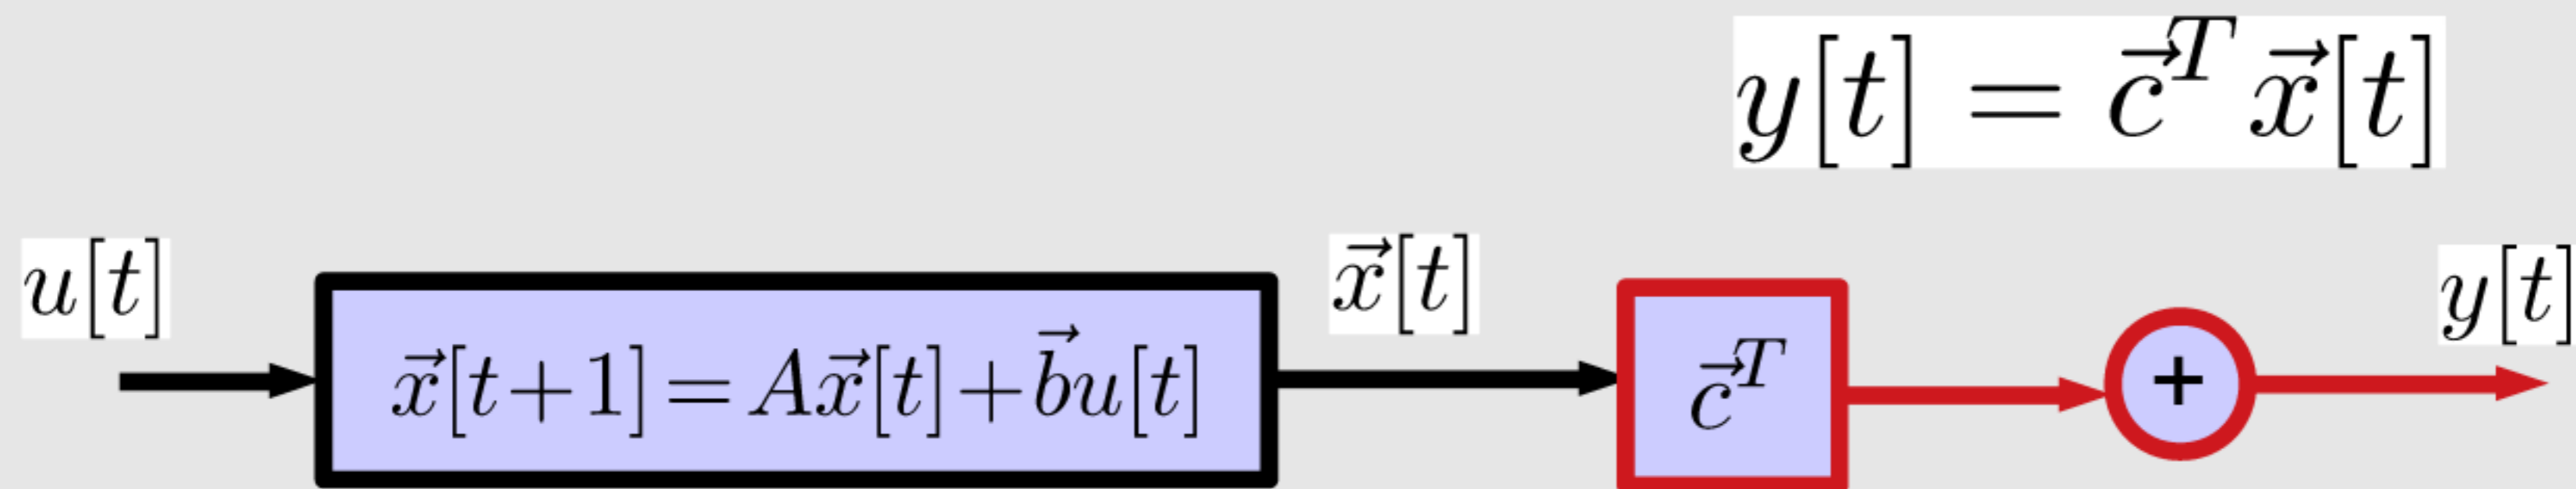 y[t] = \vec{c}^T \vec{x}[t]
u[t]
\vec{x}[t+1] = A\vec{x}[t] + \vec{b}u[t]
\vec{x}[t]
\vec{c}^T
+
y[t]